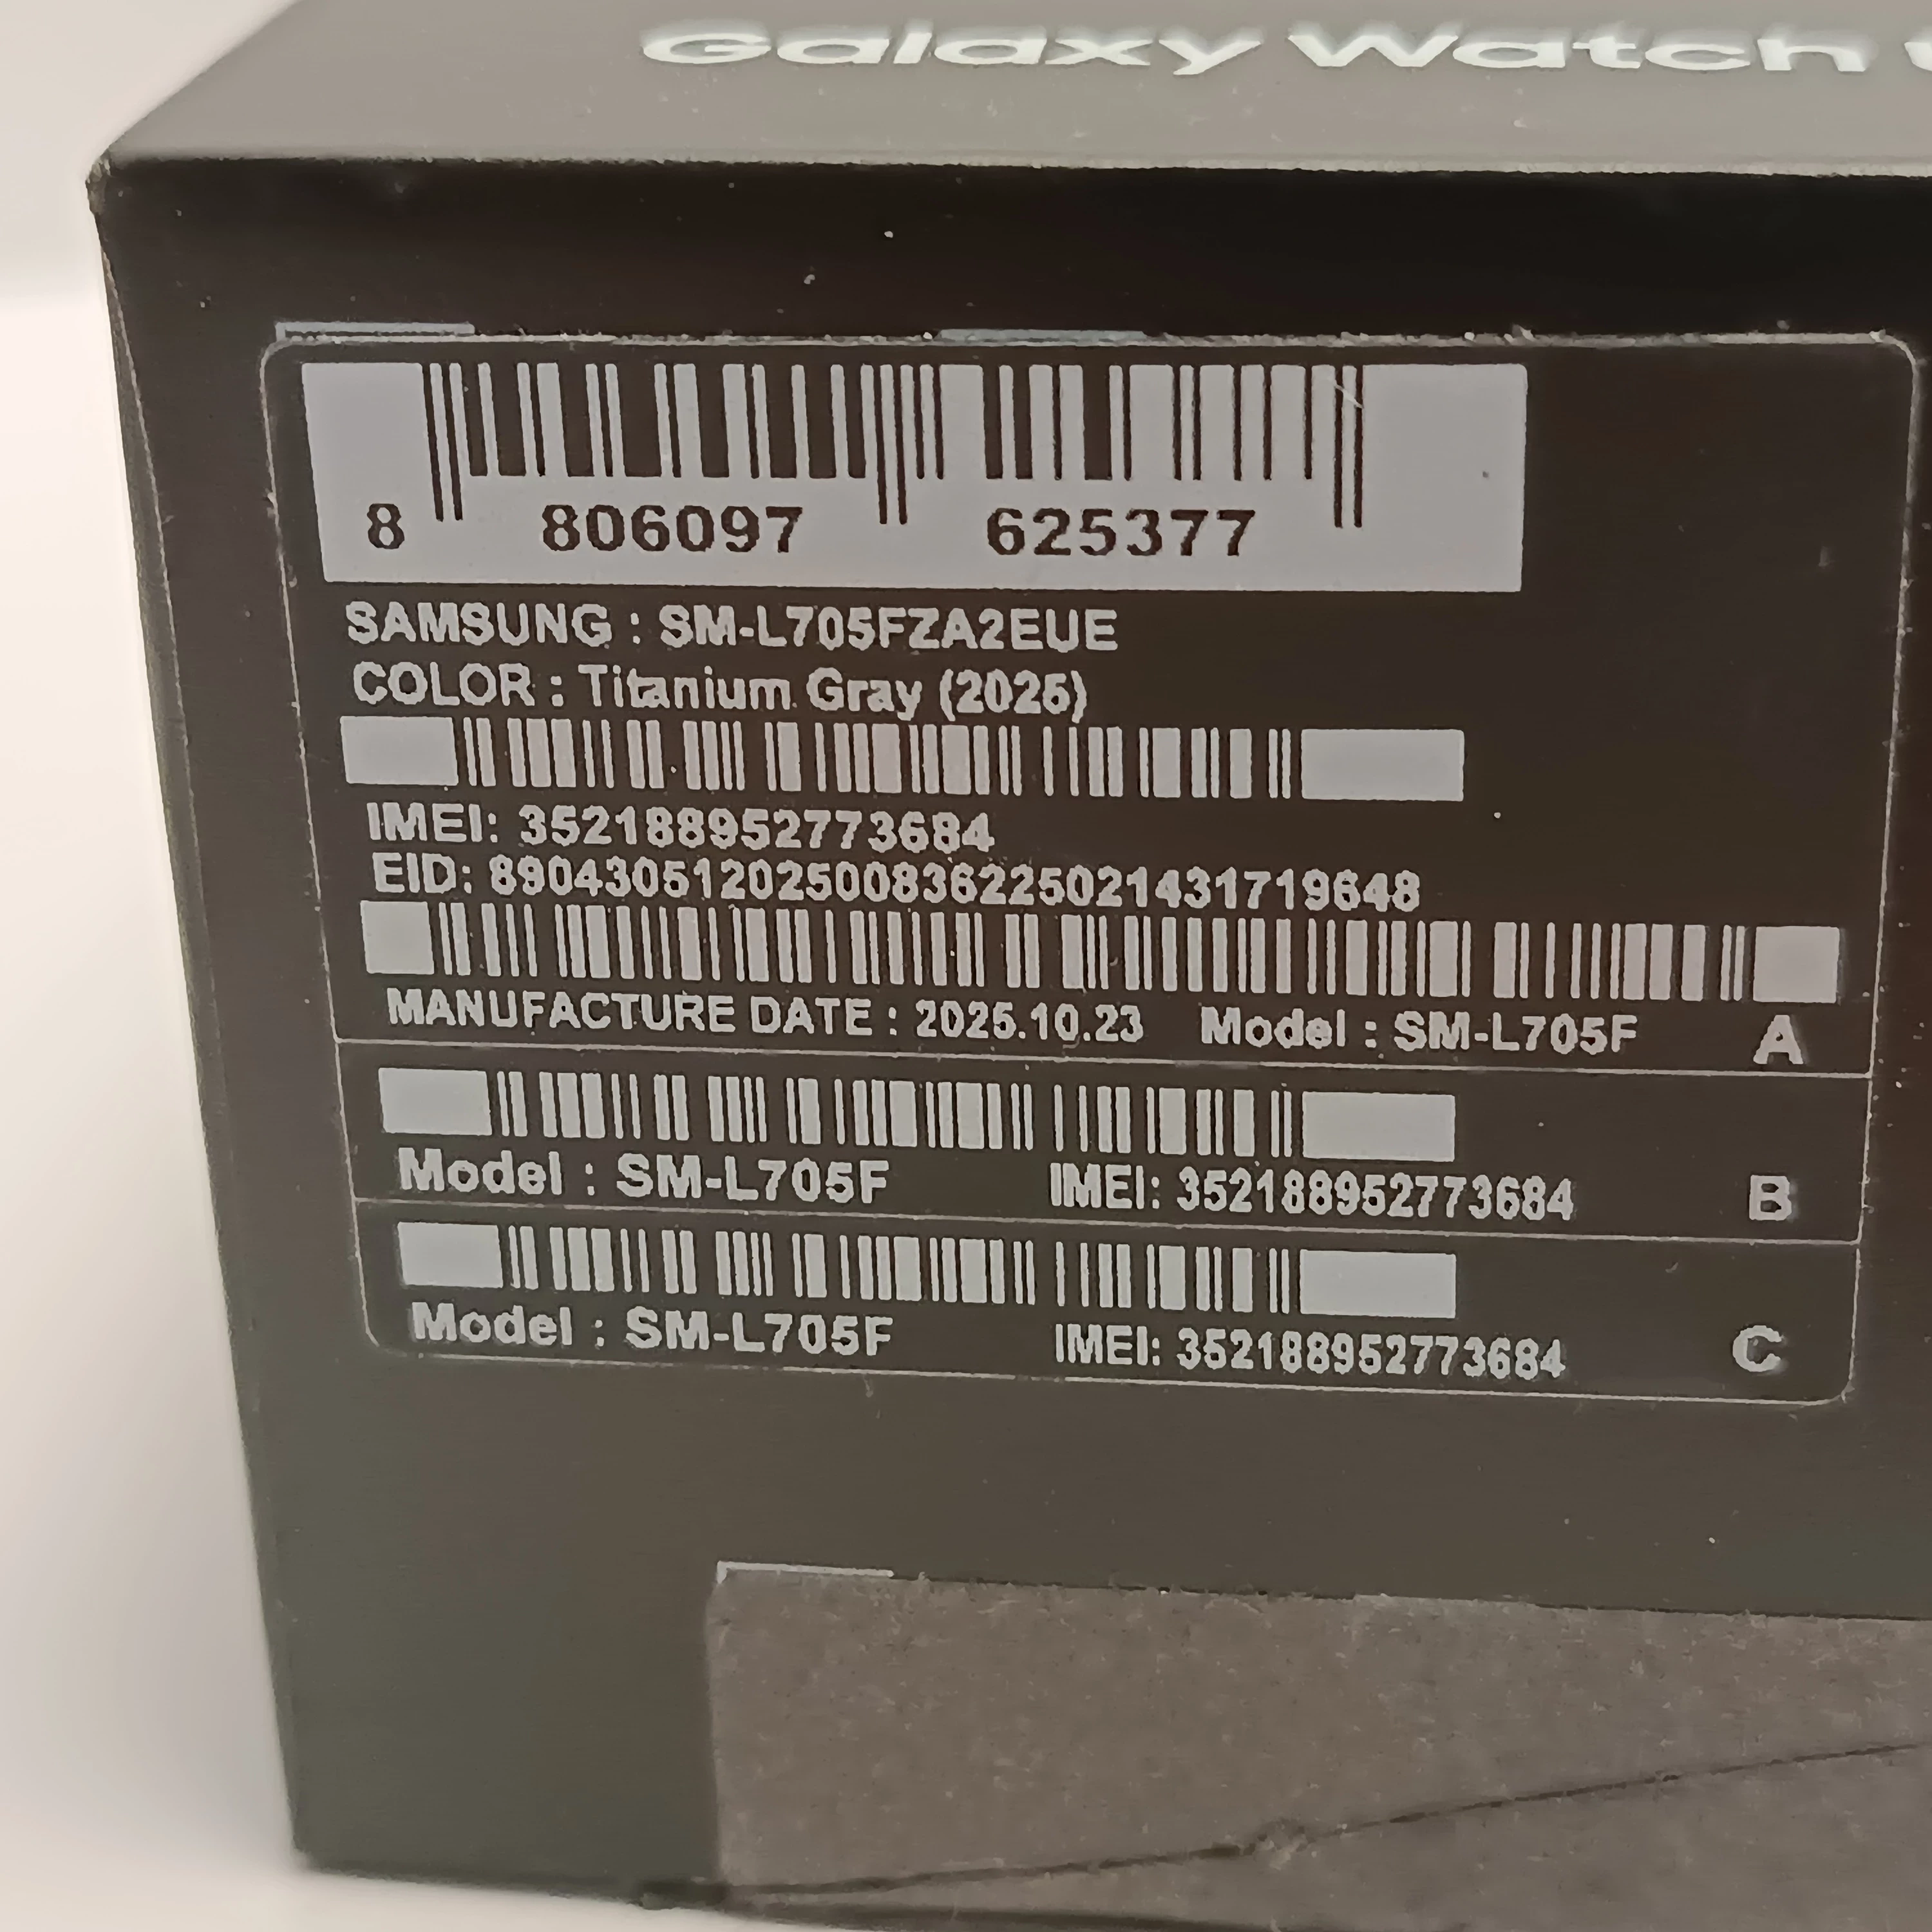 Galaxy Watch
8 806097 625377
SAMSUNG : SM-L705FZA2EUE
COLOR : Titanium Gray (2025)
IMEI: 352188952773684
EID: 89043051202500836225021431719648
MANUFACTURE DATE : 2025.10.23 Model : SM-L705F A
Model : SM-L705F IMEI: 352188952773684 B
Model : SM-L705F IMEI: 352188952773684 C